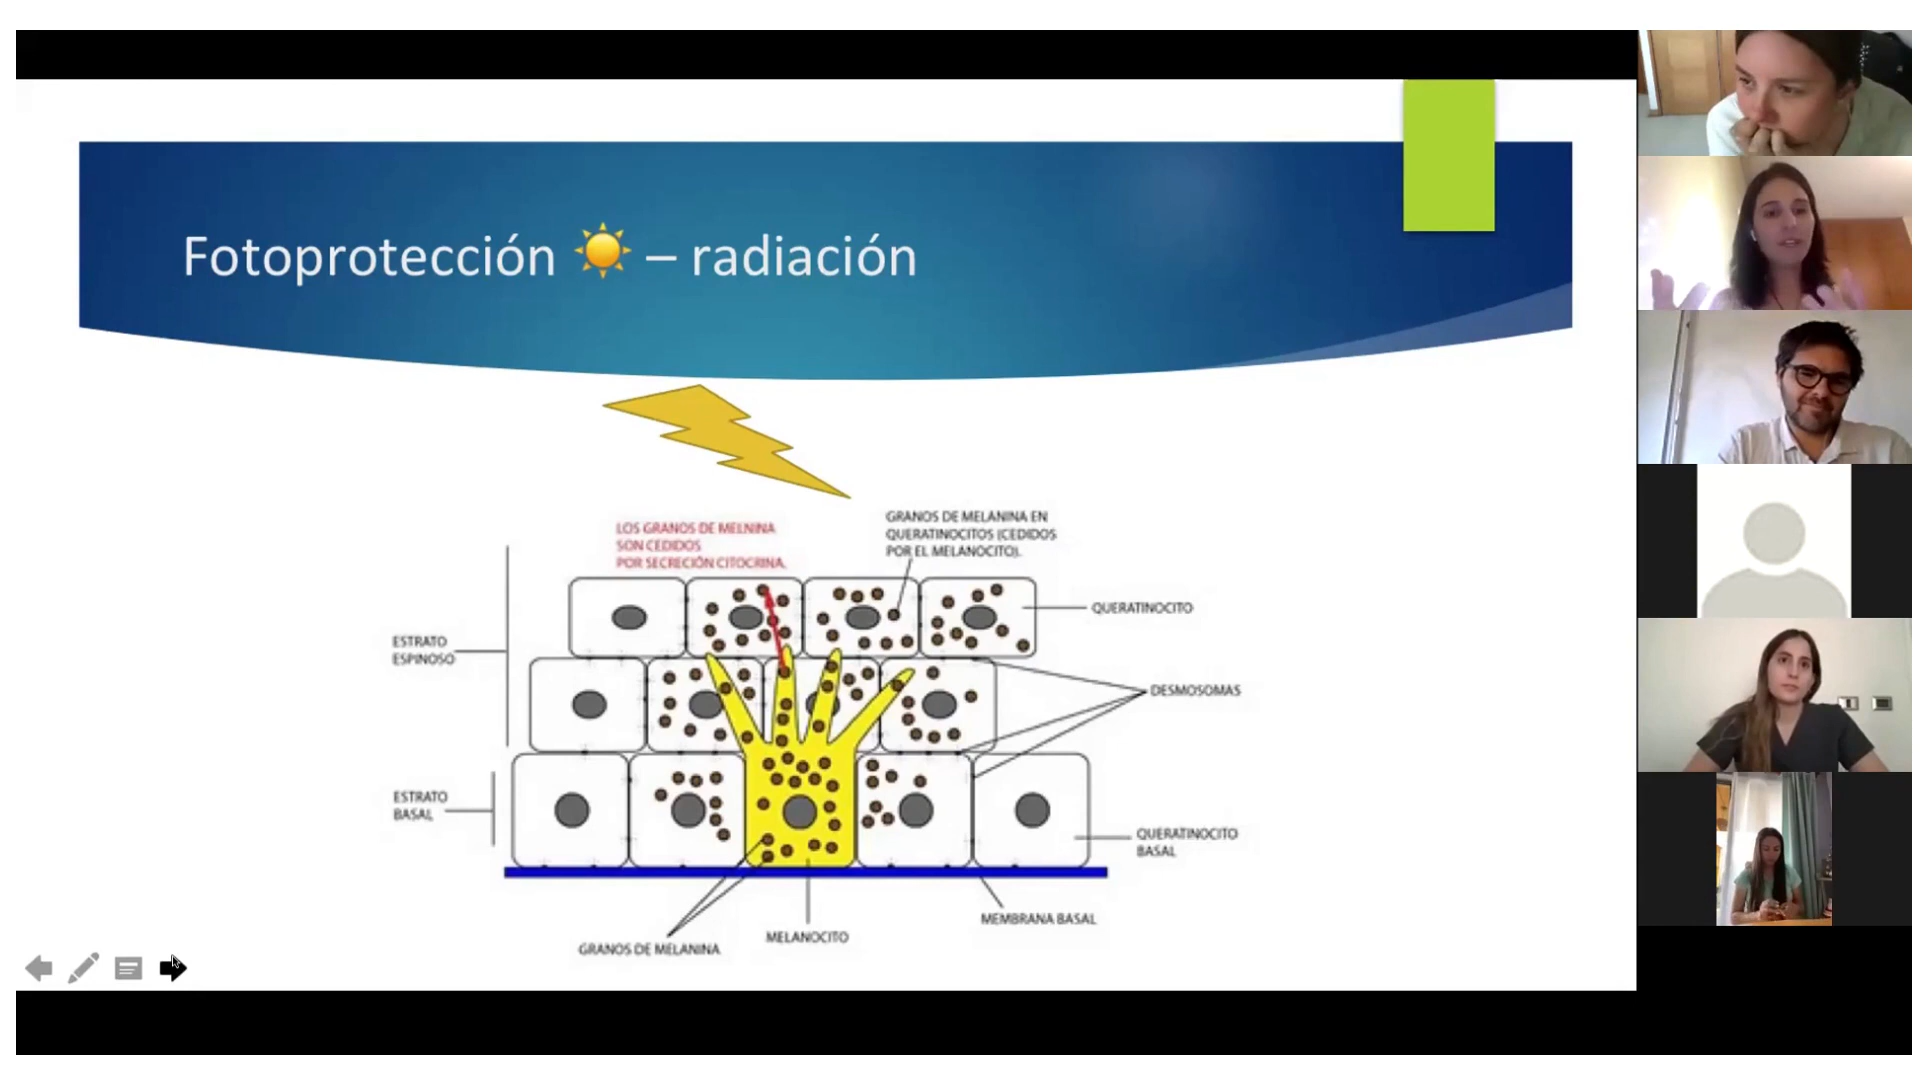 Fotoprotección ☀ – radiación
LOS GRANOS DE MELNINA
SON CEDIDOS
POR SECRECIÓN CITOCRINA.
GRANOS DE MELANINA EN
QUERATINOCITOS (CEDIDOS
POR EL MELANOCITO).
QUERATINOCITO
ESTRATO
ESPINOSO
DESMOSOMAS
ESTRATO
BASAL
QUERATINOCITO
BASAL
MEMBRANA BASAL
MELANOCITO
GRANOS DE MELANINA